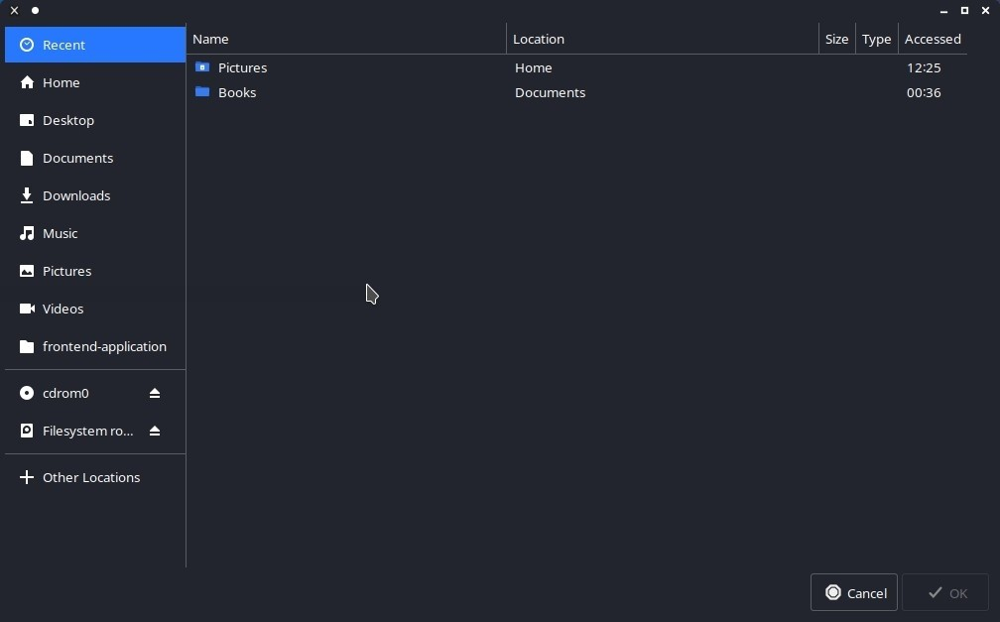 Name Location Size Type Accessed
Recent
Home
Desktop
Documents
Downloads
Music
Pictures
Videos
frontend-application
cdrom0
Filesystem ro...
Other Locations
Pictures Home 12:25
Books Documents 00:36
Cancel OK